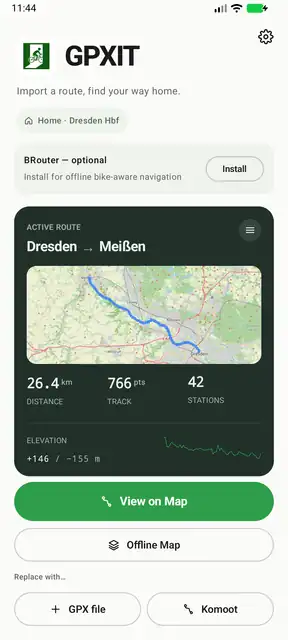 11:44
GPXIT
Import a route, find your way home.
Home · Dresden Hbf
BRouter — optional
Install for offline bike-aware navigation
Install
ACTIVE ROUTE
Dresden → Meißen
26.4 km
DISTANCE
766 pts
TRACK
42
STATIONS
ELEVATION
+146 / −155 m
View on Map
Offline Map
Replace with…
+ GPX file
Komoot